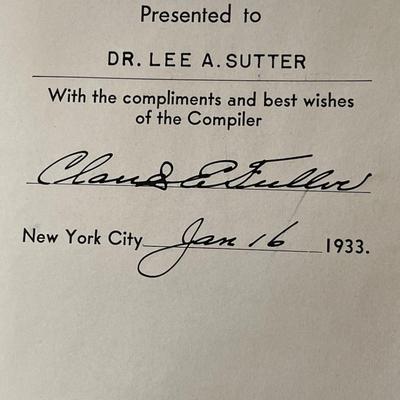 Presented to
DR. LEE A. SUTTER
With the compliments and best wishes
of the Compiler
Claud E. Fuller
New York City Jan 16 1933.